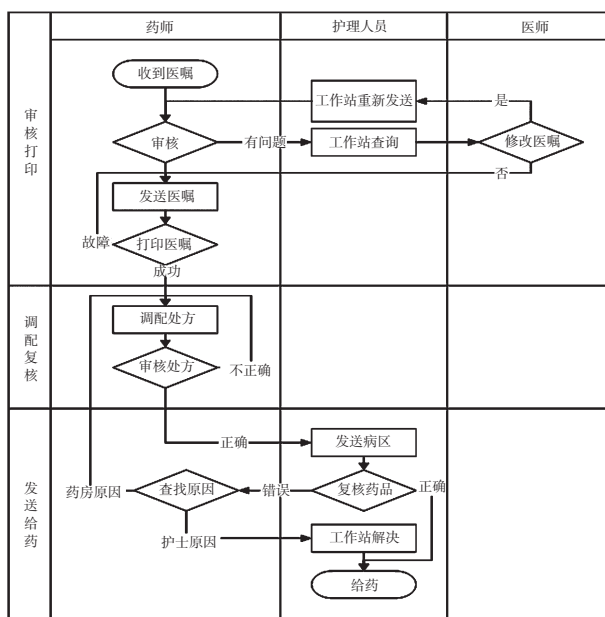 药师
护理人员
医师
审核打印
收到医嘱
工作站重新发送
是
审核
有问题
工作站查询
修改医嘱
否
发送医嘱
故障
打印医嘱
成功
调配复核
调配处方
审核处方
不正确
发送给药
正确
发送病区
药房原因
查找原因
错误
复核药品
正确
护士原因
工作站解决
给药